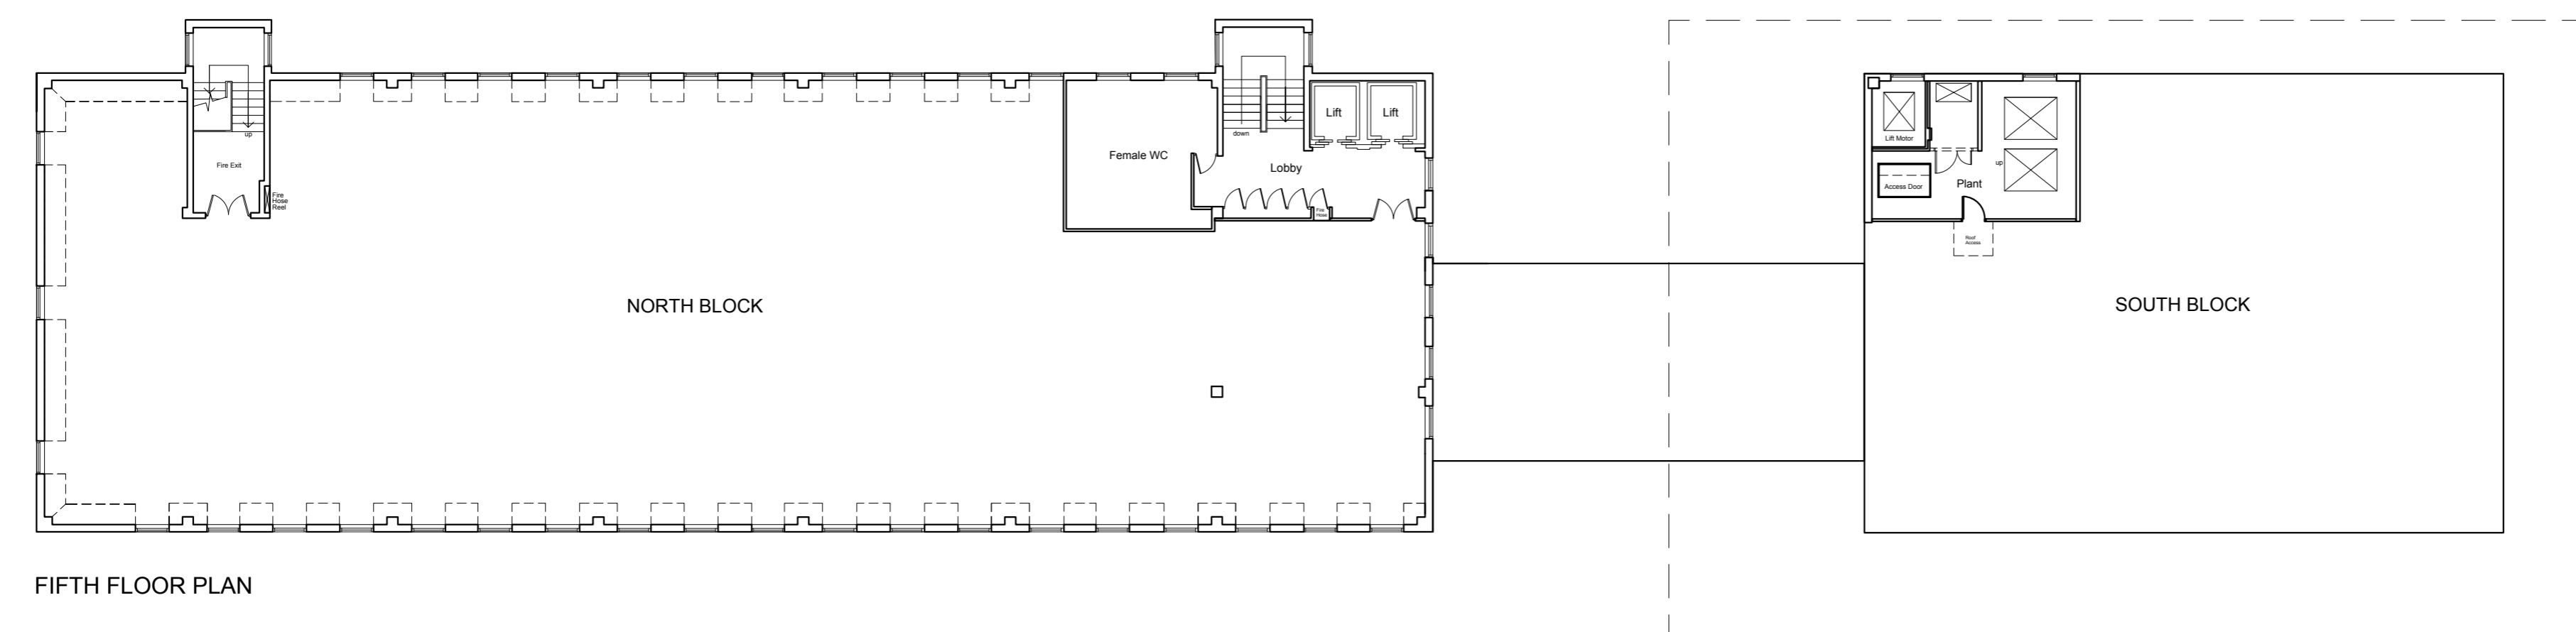 up
Fire Exit
Fire
Hose
Reel
NORTH BLOCK
Female WC
down
Lobby
Lift
Lift
Fire
Hose
Lift Motor
Access Door
up
Plant
Roof
Access
SOUTH BLOCK
FIFTH FLOOR PLAN